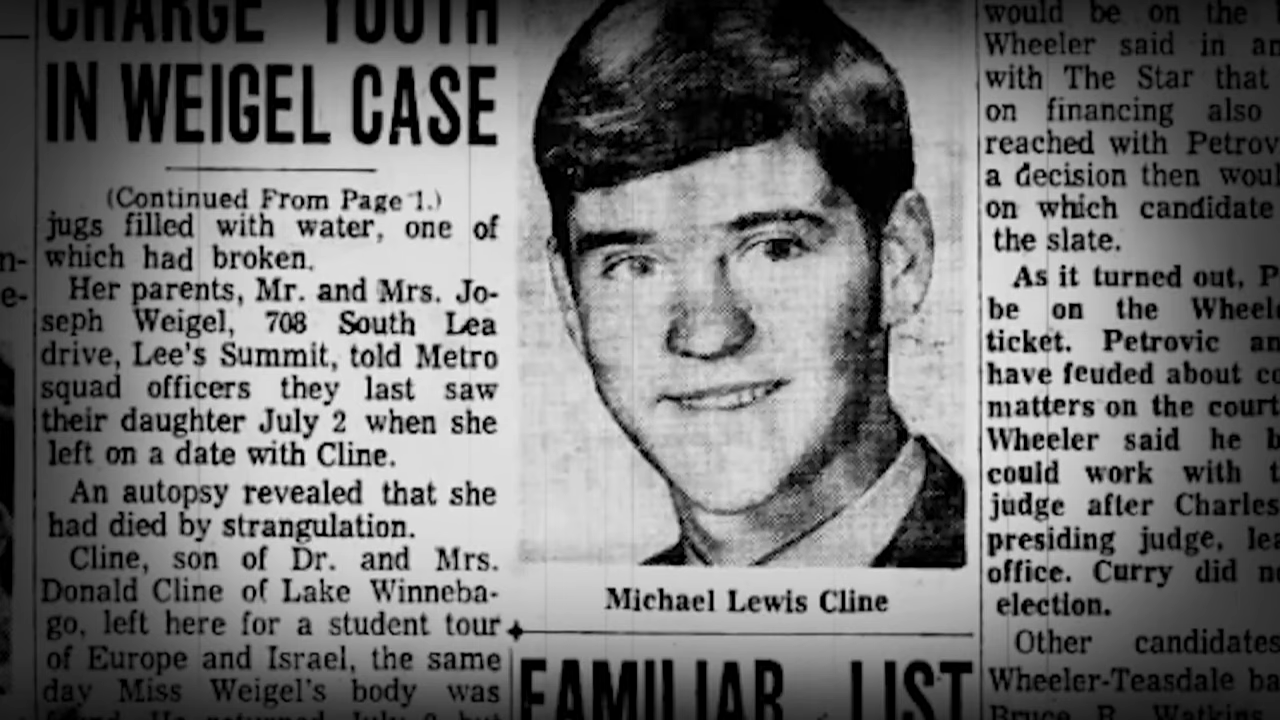 CHARGE YOUTH
IN WEIGEL CASE
(Continued From Page 1.)
jugs filled with water, one of
which had broken.
Her parents, Mr. and Mrs. Jo-
seph Weigel, 708 South Lea
drive, Lee's Summit, told Metro
squad officers they last saw
their daughter July 2 when she
left on a date with Cline.
An autopsy revealed that she
had died by strangulation.
Cline, son of Dr. and Mrs.
Donald Cline of Lake Winneba-
go, left here for a student tour
of Europe and Israel, the same
day Miss Weigel's body was
n-
e-
Michael Lewis Cline
FAMILIAR LIST
would be on the
Wheeler said in an
with The Star that
on financing also
reached with Petrov
a decision then woul
on which candidate
the slate.
As it turned out, P
be on the Wheel
ticket. Petrovic an
have feuded about co
matters on the court
Wheeler said he b
could work with t
judge after Charles
presiding judge, lea
office. Curry did n
election.
Other candidates
Wheeler-Teasdale ba
Bruce R. Watkins